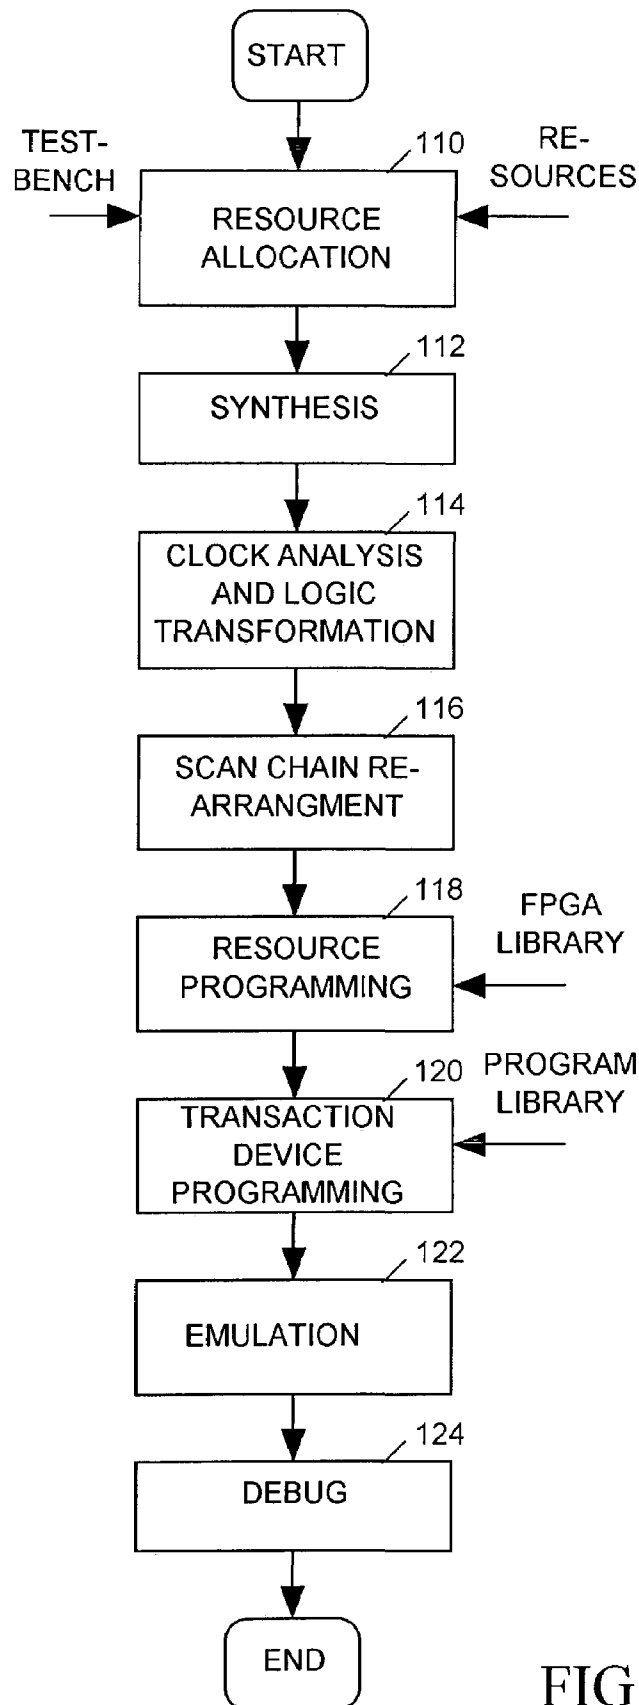 START
TEST-
BENCH
110
RE-
SOURCES
RESOURCE
ALLOCATION
112
SYNTHESIS
114
CLOCK ANALYSIS
AND LOGIC
TRANSFORMATION
116
SCAN CHAIN RE-
ARRANGMENT
118
FPGA
LIBRARY
RESOURCE
PROGRAMMING
120
PROGRAM
LIBRARY
TRANSACTION
DEVICE
PROGRAMMING
122
EMULATION
124
DEBUG
END
FIG